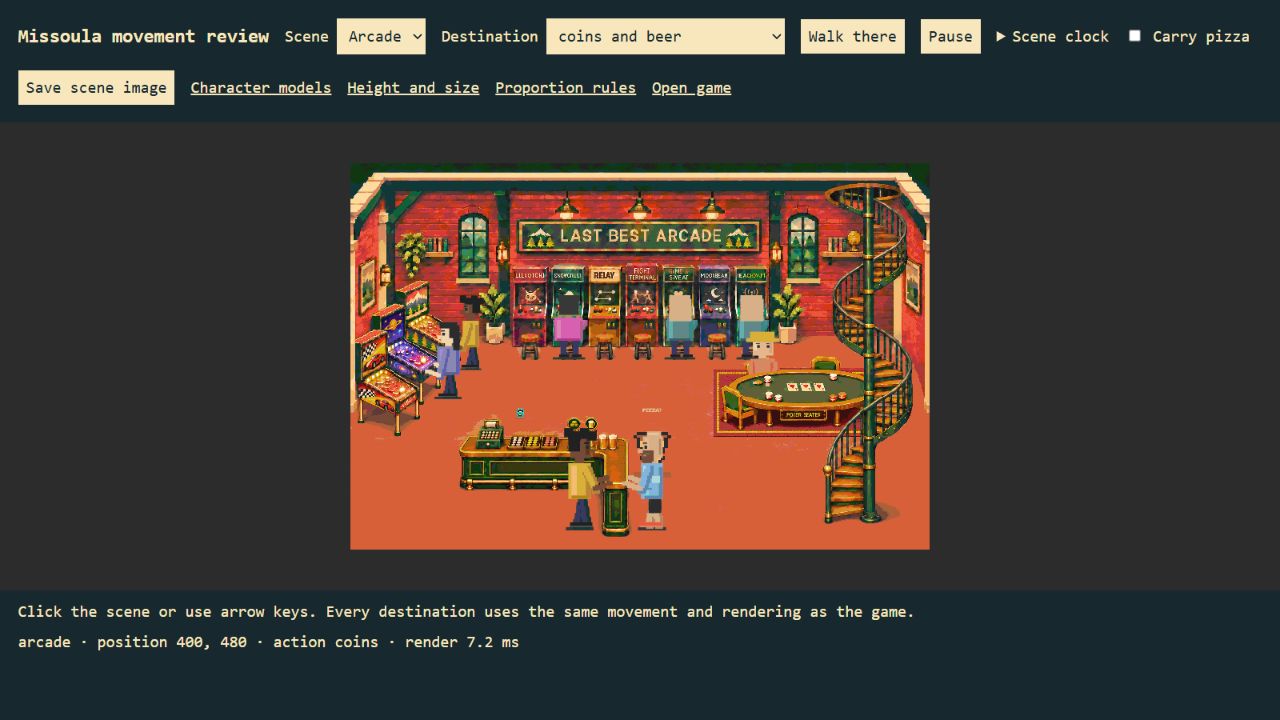 Missoula movement review Scene Arcade Destination coins and beer Walk there Pause Scene clock Carry pizza
Save scene image Character models Height and size Proportion rules Open game
LAST BEST ARCADE
RELAY
FIGHT TERMINAL
MOONBEAR
POKER SEATED
Click the scene or use arrow keys. Every destination uses the same movement and rendering as the game.
arcade · position 400, 480 · action coins · render 7.2 ms